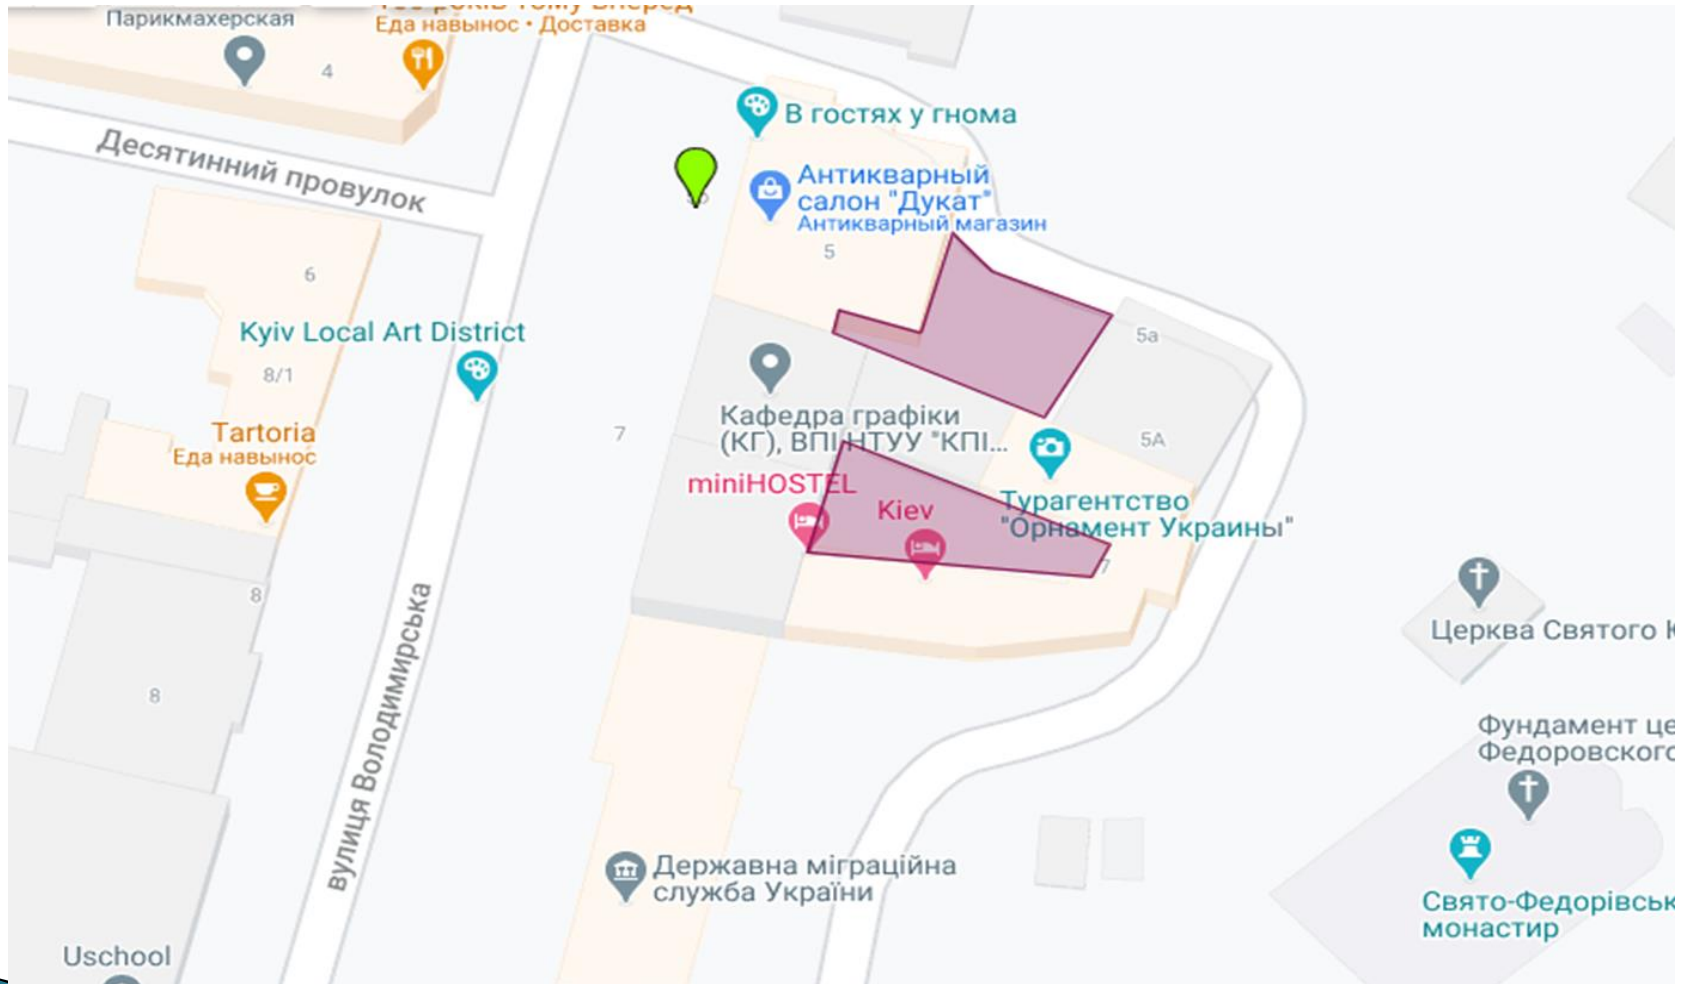 Парикмахерская
Еда навынос • Доставка
4
Десятинний провулок
В гостях у гнома
Антикварный
салон "Дукат"
Антикварный магазин
5
6
Kyiv Local Art District
8/1
5а
5А
7
Кафедра графіки
(КГ), ВПІ НТУУ "КПІ...
Tartoria
Еда навынос
miniHOSTEL
Kiev
Турагентство
"Орнамент Украины"
7
8
8
вулиця Володимирська
Церква Святого
Фундамент це
Федоровского
Державна міграційна
служба України
Свято-Федорівськ
монастир
Uschool